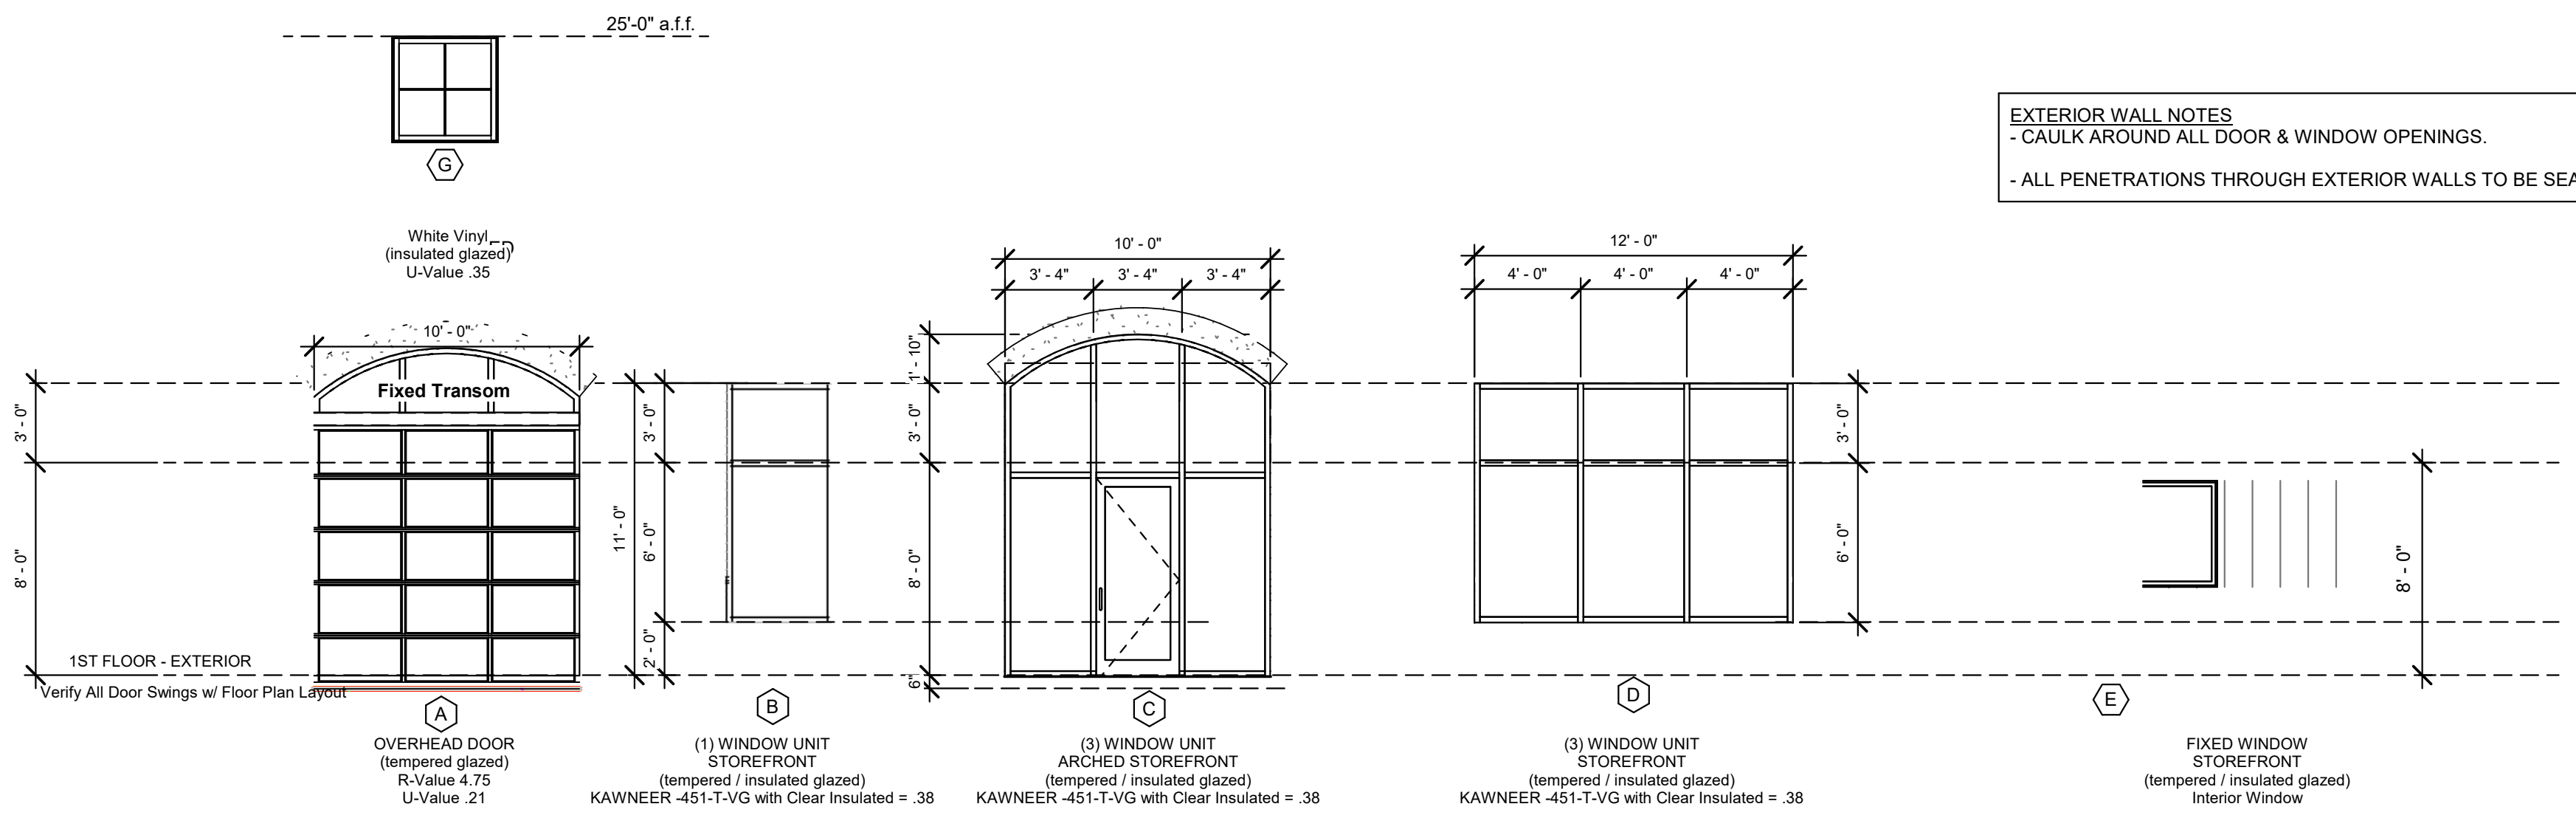 25'-0" a.f.f.
G
White Vinyl
(insulated glazed)
U-Value .35
EXTERIOR WALL NOTES
- CAULK AROUND ALL DOOR & WINDOW OPENINGS.
- ALL PENETRATIONS THROUGH EXTERIOR WALLS TO BE SEA
10' - 0"
Fixed Transom
3' - 0"
8' - 0"
1ST FLOOR - EXTERIOR
Verify All Door Swings w/ Floor Plan Layout
A
OVERHEAD DOOR
(tempered glazed)
R-Value 4.75
U-Value .21
11' - 0"
3' - 0"
6' - 0"
2' - 0"
B
(1) WINDOW UNIT
STOREFRONT
(tempered / insulated glazed)
KAWNEER -451-T-VG with Clear Insulated = .38
10' - 0"
3' - 4" 3' - 4" 3' - 4"
1' - 10"
3' - 0"
8' - 0"
6"
C
(3) WINDOW UNIT
ARCHED STOREFRONT
(tempered / insulated glazed)
KAWNEER -451-T-VG with Clear Insulated = .38
12' - 0"
4' - 0" 4' - 0" 4' - 0"
3' - 0"
6' - 0"
D
(3) WINDOW UNIT
STOREFRONT
(tempered / insulated glazed)
KAWNEER -451-T-VG with Clear Insulated = .38
8' - 0"
E
FIXED WINDOW
STOREFRONT
(tempered / insulated glazed)
Interior Window